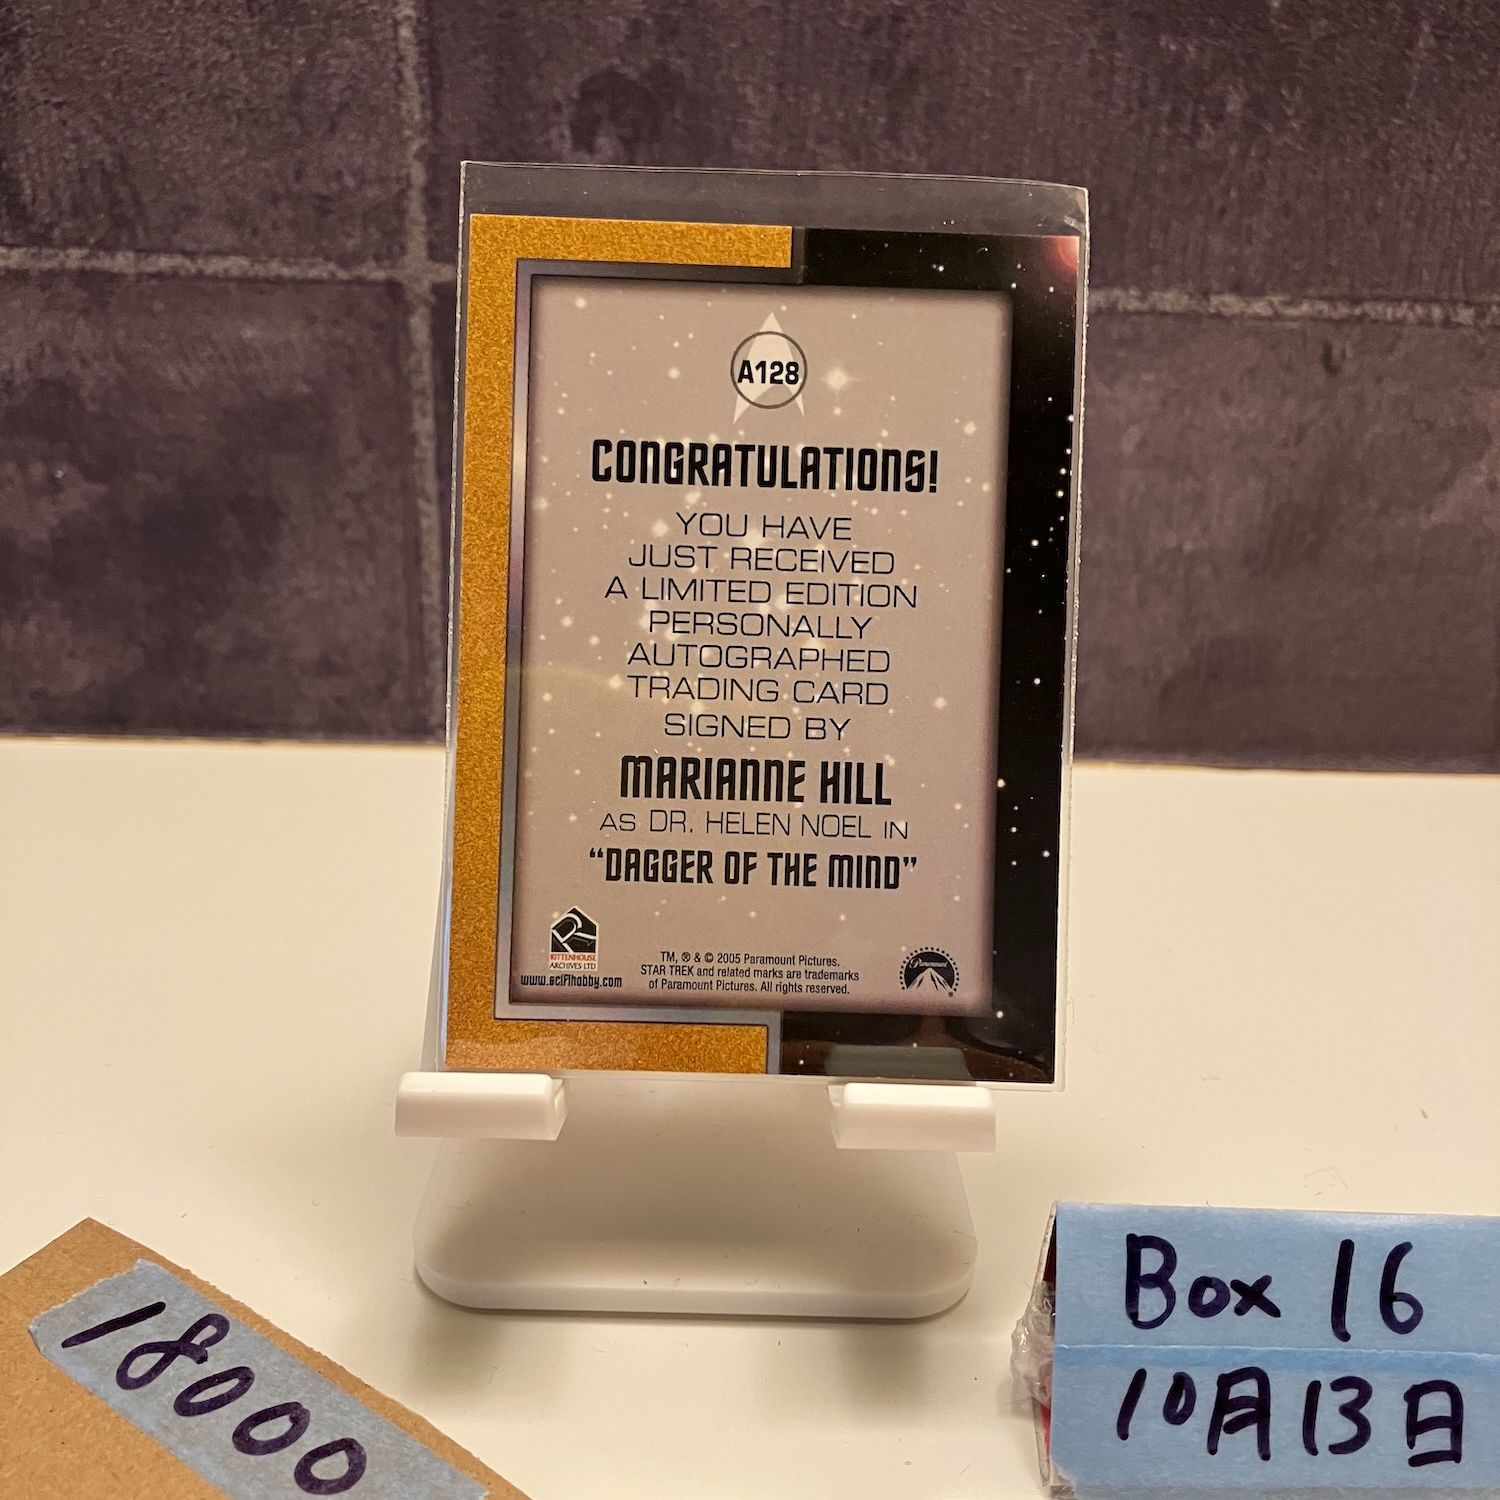 A128
CONGRATULATIONS!
YOU HAVE
JUST RECEIVED
A LIMITED EDITION
PERSONALLY
AUTOGRAPHED
TRADING CARD
SIGNED BY
MARIANNE HILL
AS DR. HELEN NOEL IN
“DAGGER OF THE MIND”
RITTENHOUSE
ARCHIVES LTD
www.scifihobby.com
TM, ® & © 2005 Paramount Pictures.
STAR TREK and related marks are trademarks
of Paramount Pictures. All rights reserved.
Paramount
®
18000
Box 16
10月13日